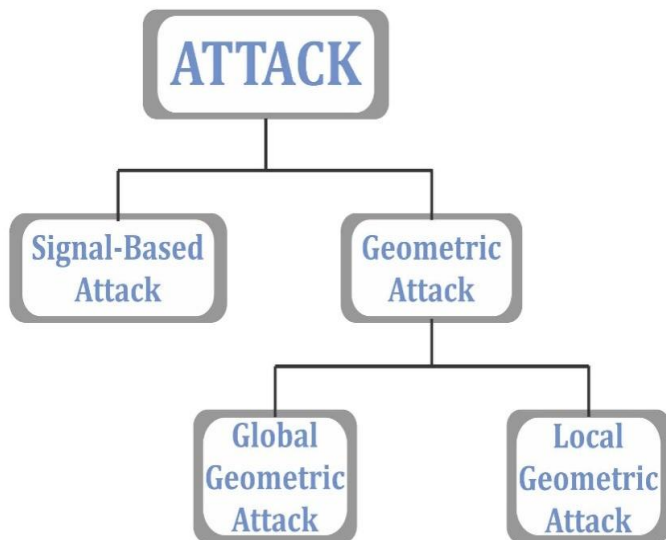 ATTACK
Signal-Based
Attack
Geometric
Attack
Global
Geometric
Attack
Local
Geometric
Attack